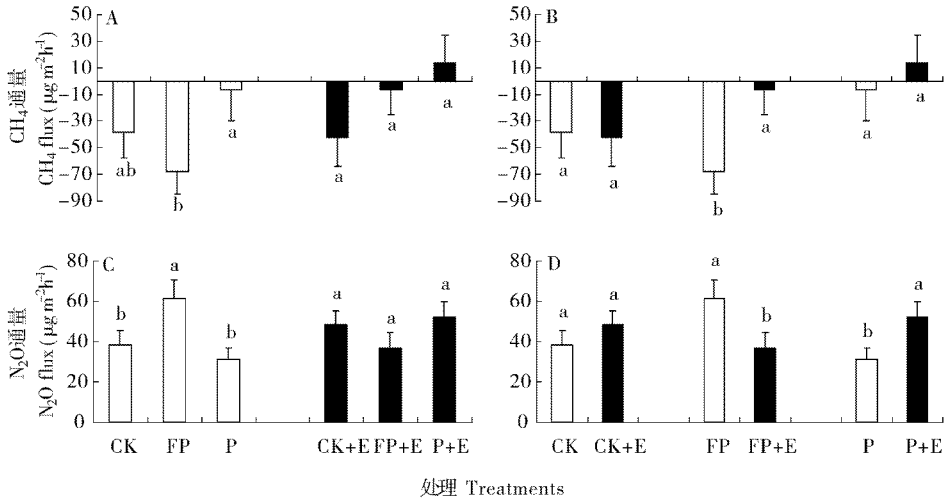 A
CH₄通量
CH₄ flux (μg m⁻²h⁻¹)
50
30
10
-10
-30
-50
-70
-90
ab
b
a
a
a
a
B
50
30
10
-10
-30
-50
-70
-90
a
a
b
a
a
a
C
N₂O通量
N₂O flux (μg m⁻²h⁻¹)
80
60
40
20
0
b
a
b
a
a
a
CK FP P CK+E FP+E P+E
D
80
60
40
20
0
a
a
a
b
b
a
CK CK+E FP FP+E P P+E
处理 Treatments